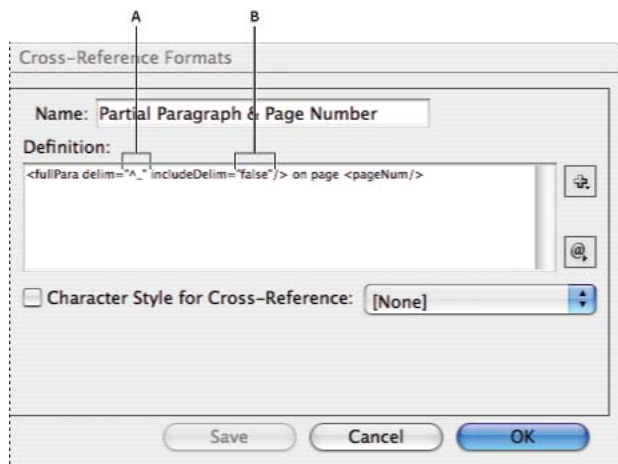 A B
Cross-Reference Formats
Name: Partial Paragraph & Page Number
Definition:
<fullPara delim="^_" includeDelim="false"/> on page <pageNum/>
@
Character Style for Cross-Reference: [None]
Save Cancel OK